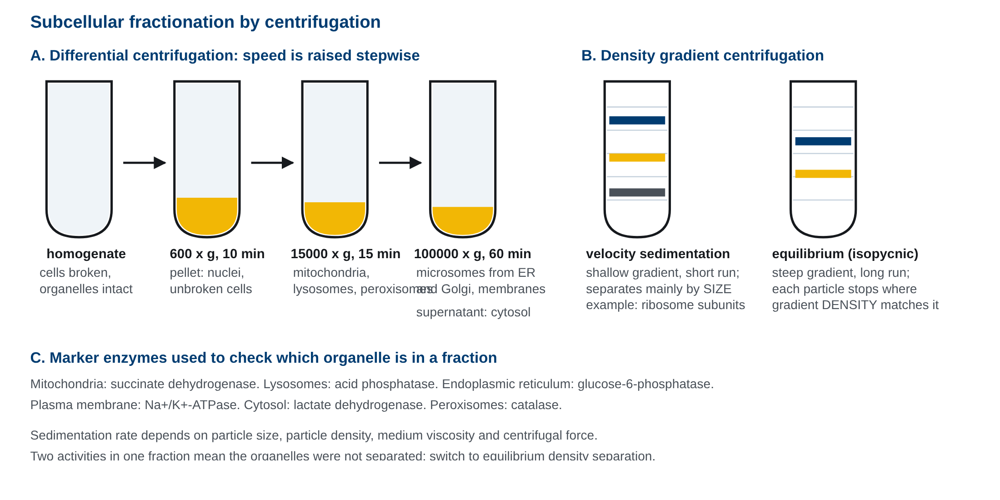 Subcellular fractionation by centrifugation
A. Differential centrifugation: speed is raised stepwise
homogenate
cells broken,
organelles intact
600 x g, 10 min
pellet: nuclei,
unbroken cells
15000 x g, 15 min
mitochondria,
lysosomes, peroxisomes
100000 x g, 60 min
microsomes from ER
and Golgi, membranes
supernatant: cytosol
B. Density gradient centrifugation
velocity sedimentation
shallow gradient, short run;
separates mainly by SIZE
example: ribosome subunits
equilibrium (isopycnic)
steep gradient, long run;
each particle stops where
gradient DENSITY matches it
C. Marker enzymes used to check which organelle is in a fraction
Mitochondria: succinate dehydrogenase. Lysosomes: acid phosphatase. Endoplasmic reticulum: glucose-6-phosphatase.
Plasma membrane: Na+/K+-ATPase. Cytosol: lactate dehydrogenase. Peroxisomes: catalase.
Sedimentation rate depends on particle size, particle density, medium viscosity and centrifugal force.
Two activities in one fraction mean the organelles were not separated: switch to equilibrium density separation.